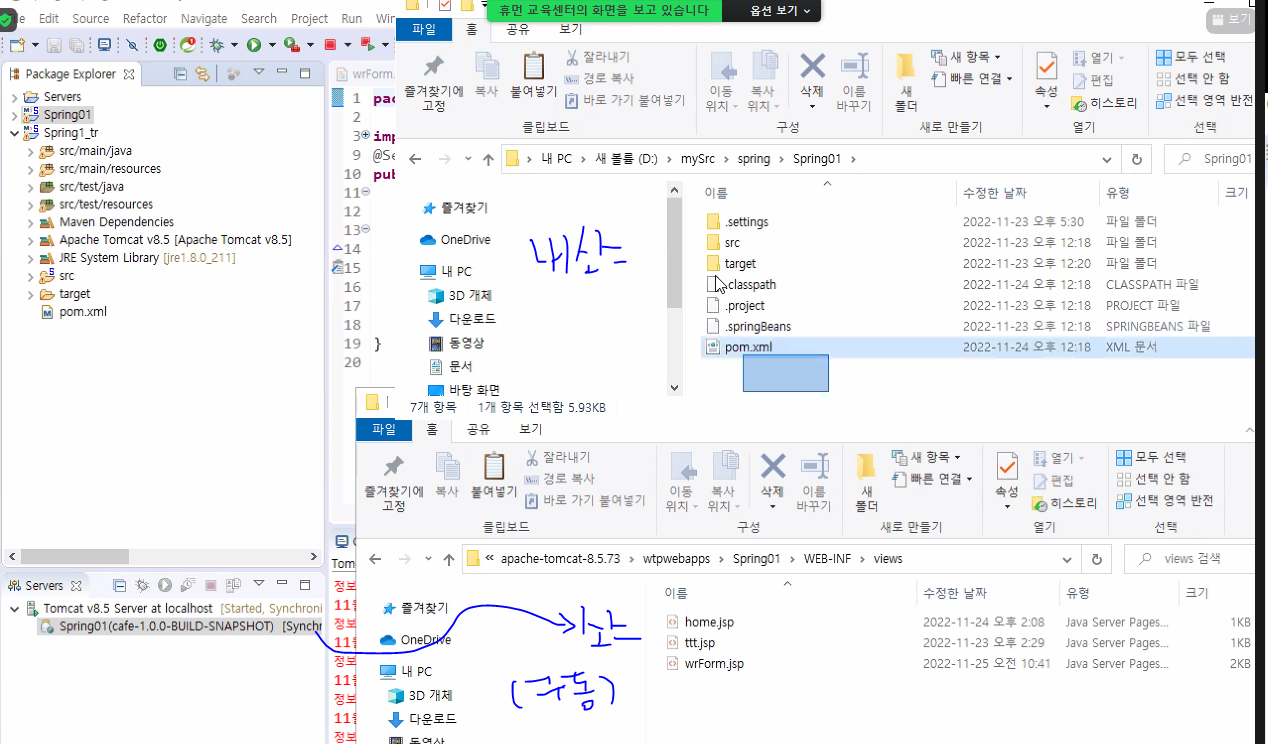 휴먼 교육센터의 화면을 보고 있습니다 옵션 보기
보기
Edit Source Refactor Navigate Search Project Run Win
Package Explorer
Servers
Spring01
Spring1_tr
src/main/java
src/main/resources
src/test/java
src/test/resources
Maven Dependencies
Apache Tomcat v8.5 [Apache Tomcat v8.5]
JRE System Library [jre1.8.0_211]
src
target
pom.xml
wrForm.
1 pac
2
3 imp
9 @Se
10 pub
11
12
13
14
15
16
17
18
19 }
20
파일 홈 공유 보기
즐겨찾기에 고정
복사
붙여넣기
잘라내기
경로 복사
바로 가기 붙여넣기
클립보드
이동 위치
복사 위치
삭제
이름 바꾸기
구성
새 폴더
새 항목
빠른 연결
새로 만들기
속성
열기
편집
히스토리
열기
모두 선택
선택 안 함
선택 영역 반전
선택
내 PC > 새 볼륨 (D:) > mySrc > spring > Spring01 >
Spring01
즐겨찾기
OneDrive
내 PC
3D 개체
다운로드
동영상
문서
바탕 화면
이름 수정한 날짜 유형 크기
.settings 2022-11-23 오후 5:30 파일 폴더
src 2022-11-23 오후 12:18 파일 폴더
target 2022-11-23 오후 12:20 파일 폴더
.classpath 2022-11-24 오후 12:18 CLASSPATH 파일
.project 2022-11-23 오후 12:18 PROJECT 파일
.springBeans 2022-11-23 오후 12:18 SPRINGBEANS 파일
pom.xml 2022-11-24 오후 12:18 XML 문서
내소스
7개 항목 1개 항목 선택함 5.93KB
파일 홈 공유 보기
즐겨찾기에 고정
복사
붙여넣기
잘라내기
경로 복사
바로 가기 붙여넣기
클립보드
이동 위치
복사 위치
삭제
이름 바꾸기
구성
새 폴더
새 항목
빠른 연결
새로 만들기
속성
열기
편집
히스토리
열기
모두 선택
선택 안 함
선택 영역 반전
선택
« apache-tomcat-8.5.73 > wtpwebapps > Spring01 > WEB-INF > views
views 검색
즐겨찾기
OneDrive
내 PC
3D 개체
다운로드
동영상
이름 수정한 날짜 유형 크기
home.jsp 2022-11-24 오후 2:08 Java Server Pages... 1KB
ttt.jsp 2022-11-23 오후 2:29 Java Server Pages... 1KB
wrForm.jsp 2022-11-25 오전 10:41 Java Server Pages... 2KB
(구동)
Servers
Tomcat v8.5 Server at localhost [Started, Synchroni
Spring01(cafe-1.0.0-BUILD-SNAPSHOT) [Synchr
Tom
정보
11월
정보
11월
정보
11월
정보
11월
정보